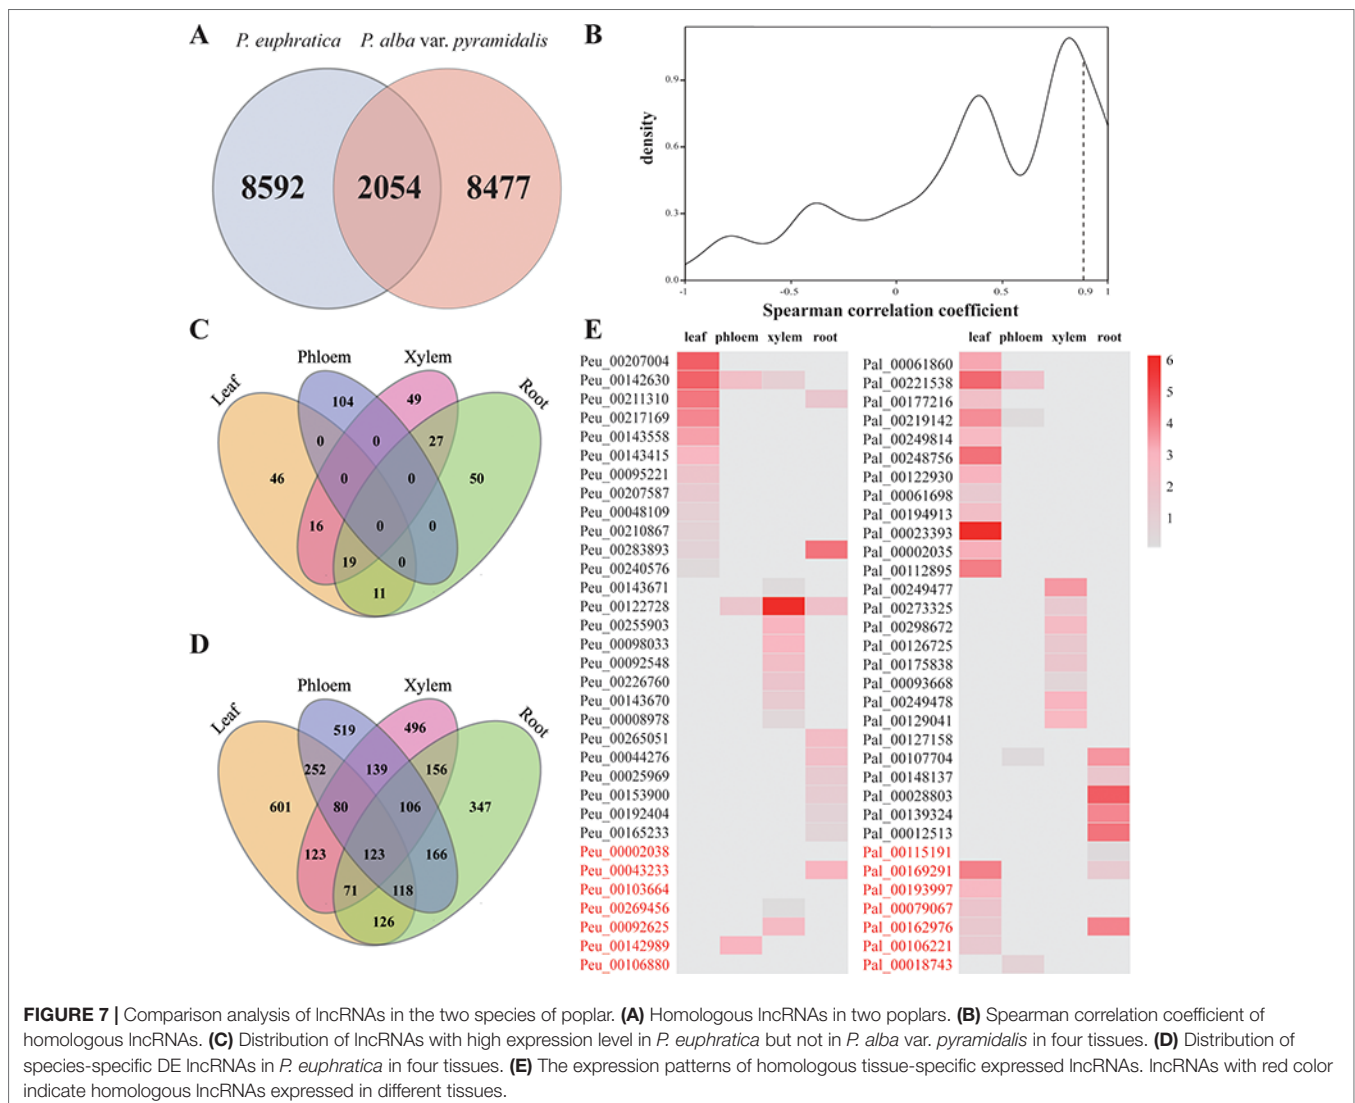 A
P. euphratica
P. alba var. pyramidalis
8592
2054
8477
B
density
0.9
0.6
0.3
0.0
-1
-0.5
0
0.5
0.9
1
Spearman correlation coefficient
C
Leaf
Phloem
Xylem
Root
104
49
0
0
27
46
0
0
50
16
0
0
19
0
11
D
Leaf
Phloem
Xylem
Root
519
496
252
139
156
601
80
106
347
123
123
166
71
118
126
E
leaf phloem xylem root
Peu_00207004
Peu_00142630
Peu_00211310
Peu_00217169
Peu_00143558
Peu_00143415
Peu_00095221
Peu_00207587
Peu_00048109
Peu_00210867
Peu_00283893
Peu_00240576
Peu_00143671
Peu_00122728
Peu_00255903
Peu_00098033
Peu_00092548
Peu_00226760
Peu_00143670
Peu_00008978
Peu_00265051
Peu_00044276
Peu_00025969
Peu_00153900
Peu_00192404
Peu_00165233
Peu_00002038
Peu_00043233
Peu_00103664
Peu_00269456
Peu_00092625
Peu_00142989
Peu_00106880
leaf phloem xylem root
Pal_00061860
Pal_00221538
Pal_00177216
Pal_00219142
Pal_00249814
Pal_00248756
Pal_00122930
Pal_00061698
Pal_00194913
Pal_00023393
Pal_00002035
Pal_00112895
Pal_00249477
Pal_00273325
Pal_00298672
Pal_00126725
Pal_00175838
Pal_00093668
Pal_00249478
Pal_00129041
Pal_00127158
Pal_00107704
Pal_00148137
Pal_00028803
Pal_00139324
Pal_00012513
Pal_00115191
Pal_00169291
Pal_00193997
Pal_00079067
Pal_00162976
Pal_00106221
Pal_00018743
6
5
4
3
2
1
FIGURE 7 | Comparison analysis of lncRNAs in the two species of poplar. (A) Homologous lncRNAs in two poplars. (B) Spearman correlation coefficient of
homologous lncRNAs. (C) Distribution of lncRNAs with high expression level in P. euphratica but not in P. alba var. pyramidalis in four tissues. (D) Distribution of
species-specific DE lncRNAs in P. euphratica in four tissues. (E) The expression patterns of homologous tissue-specific expressed lncRNAs. lncRNAs with red color
indicate homologous lncRNAs expressed in different tissues.